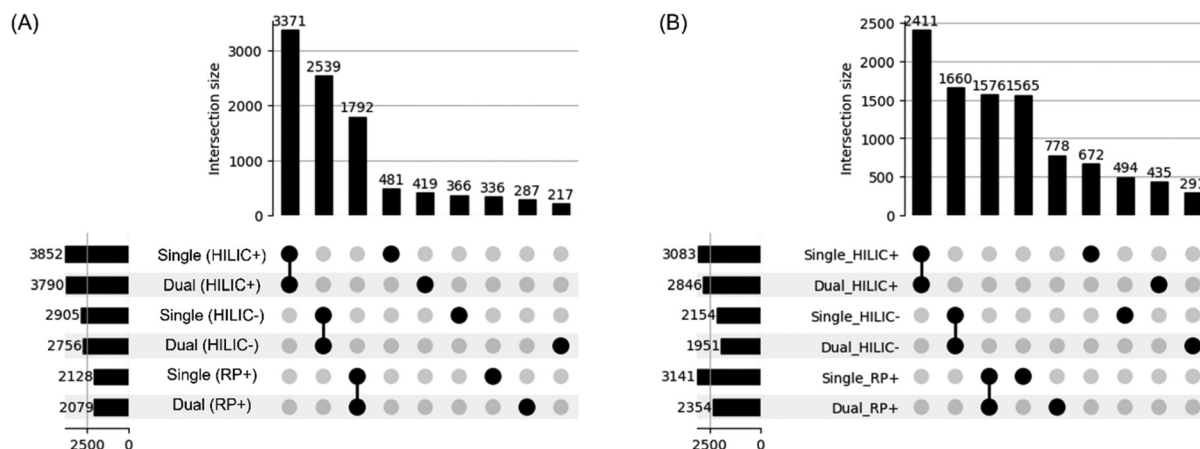 (A)
3371
3000
2539
2000
1792
1000
481
419
366
336
287
217
0
Intersection size
3852
Single (HILIC+)
3790
Dual (HILIC+)
2905
Single (HILIC-)
2756
Dual (HILIC-)
2128
Single (RP+)
2079
Dual (RP+)
2500 0
(B)
2500
2411
2000
1660
1576
1565
1500
1000
778
672
500
494
435
0
Intersection size
3083
Single_HILIC+
2846
Dual_HILIC+
2154
Single_HILIC-
1951
Dual_HILIC-
3141
Single_RP+
2354
Dual_RP+
2500 0